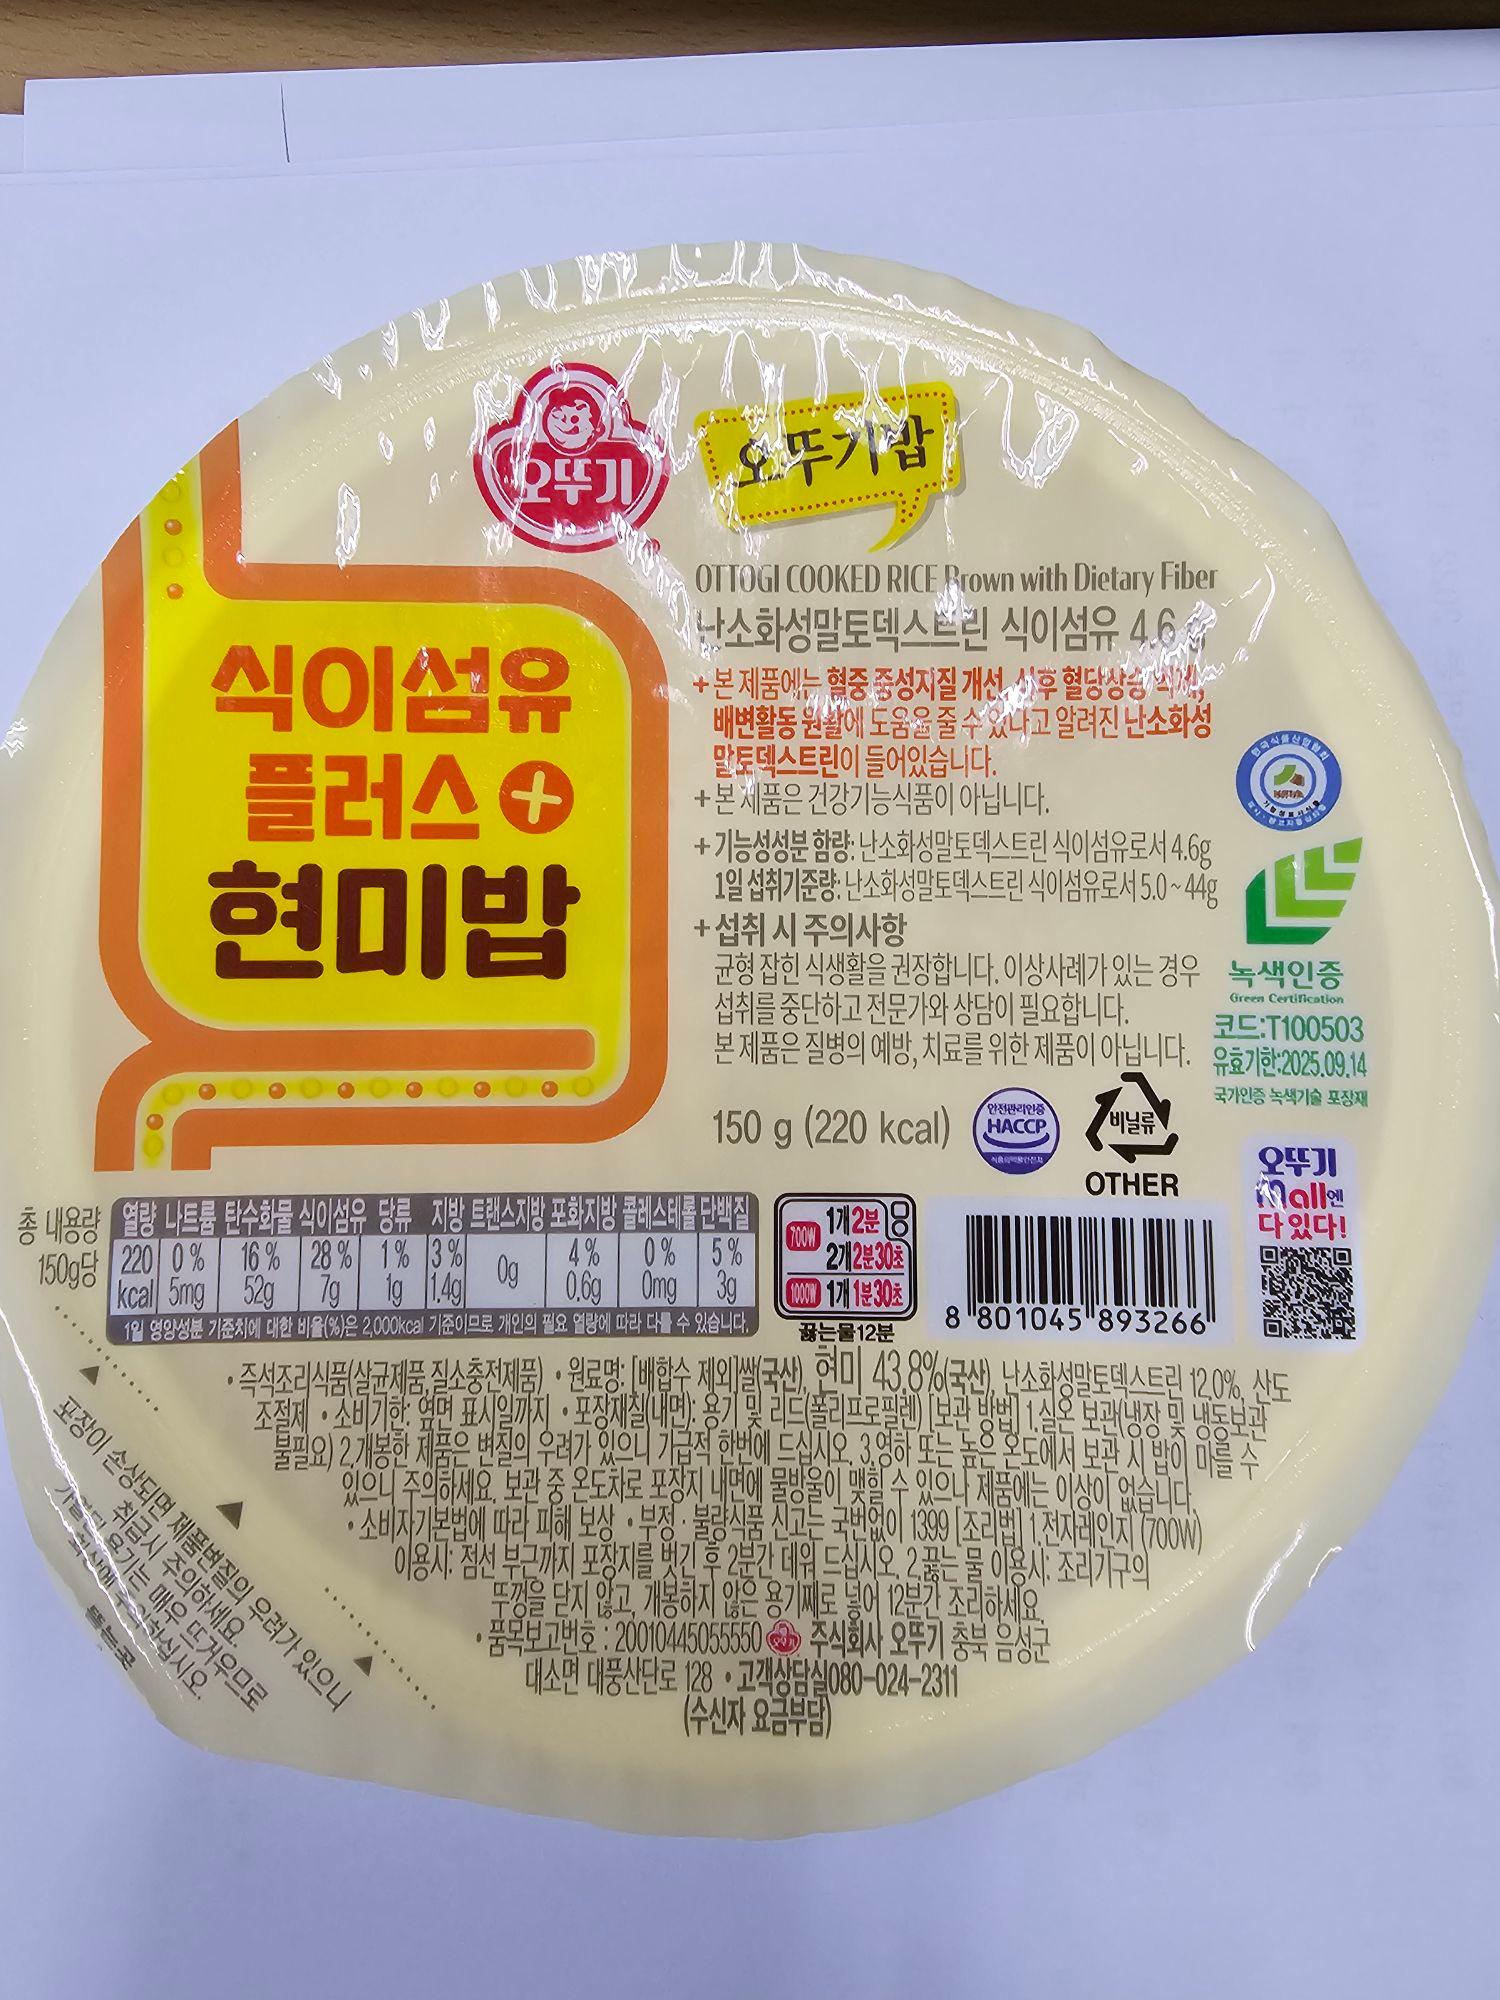 오뚜기
오뚜기밥
OTTOGI COOKED RICE Brown with Dietary Fiber
난소화성말토덱스트린 식이섬유 4.6 g
+ 본 제품에는 혈중 중성지질 개선, 식후 혈당상승 억제,
배변활동 원활에 도움을 줄 수 있다고 알려진 난소화성
말토덱스트린이 들어있습니다.
+ 본 제품은 건강기능식품이 아닙니다.
+ 기능성성분 함량: 난소화성말토덱스트린 식이섬유로서 4.6g
1일 섭취기준량: 난소화성말토덱스트린 식이섬유로서 5.0~44g
+ 섭취 시 주의사항
균형 잡힌 식생활을 권장합니다. 이상사례가 있는 경우
섭취를 중단하고 전문가와 상담이 필요합니다.
본 제품은 질병의 예방, 치료를 위한 제품이 아닙니다.
식이섬유
플러스+
현미밥
녹색인증
Green Certification
코드:T100503
유효기한:2025.09.14
국가인증 녹색기술 포장재
150 g (220 kcal)
안전관리인증
HACCP
식품의약품안전처
비닐류
OTHER
오뚜기
mall엔
다 있다!
총 내용량
150g당
열량 나트륨 탄수화물 식이섬유 당류 지방 트랜스지방 포화지방 콜레스테롤 단백질
220 0 % 16 % 28 % 1 % 3 % 0g 4 % 0 % 5 %
kcal 5mg 52g 7g 1g 1.4g 0.6g 0mg 3g
1일 영양성분 기준치에 대한 비율(%)은 2,000kcal 기준이므로 개인의 필요 열량에 따라 다를 수 있습니다.
700W 1개 2분
2개 2분30초
1000W 1개 1분30초
끓는물12분
8 801045 893266
• 즉석조리식품(살균제품,질소충전제품) • 원료명: [배합수 제외]쌀(국산), 현미 43.8%(국산), 난소화성말토덱스트린 12.0%, 산도
조절제 • 소비기한: 옆면 표시일까지 • 포장재질(내면): 용기 및 리드(폴리프로필렌) [보관 방법] 1.실온 보관(냉장 및 냉동보관
불필요) 2.개봉한 제품은 변질의 우려가 있으니 가급적 한번에 드십시오. 3.영하 또는 높은 온도에서 보관 시 밥이 마를 수
있으니 주의하세요. 보관 중 온도차로 포장지 내면에 물방울이 맺힐 수 있으나 제품에는 이상이 없습니다.
• 소비자기본법에 따라 피해 보상 • 부정·불량식품 신고는 국번없이 1399 [조리법] 1.전자레인지 (700W)
이용시: 점선 부근까지 포장지를 벗긴 후 2분간 데워 드십시오. 2.끓는 물 이용시: 조리기구의
뚜껑을 닫지 않고, 개봉하지 않은 용기째로 넣어 12분간 조리하세요.
• 품목보고번호 : 20010445055550 오뚜기 주식회사 오뚜기 충북 음성군
대소면 대풍산단로 128 • 고객상담실080-024-2311
(수신자 요금부담)
포장이 손상되면 제품변질의 우려가 있으니
취급시 주의하세요.
가열된 용기는 매우 뜨거우므로
뜯는곳